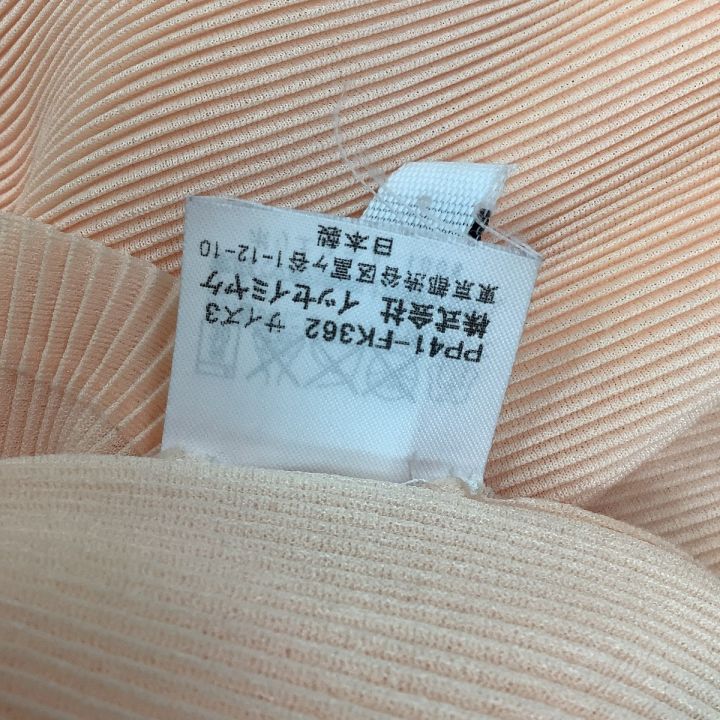 PP41-FK362 サイズ3
株式会社 イッセイミヤケ
東京都渋谷区富ヶ谷1-12-10
日本製